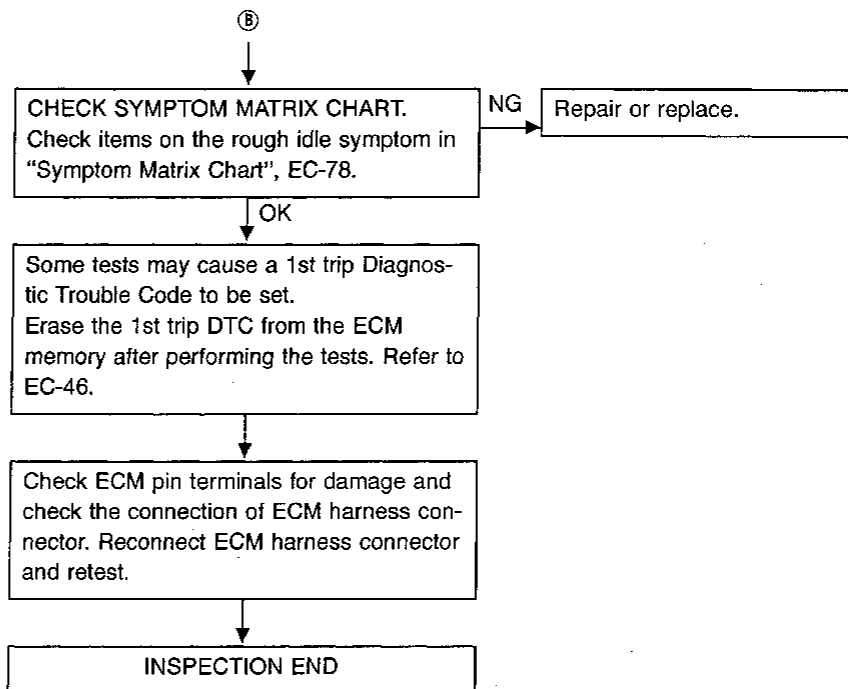 Ⓑ
CHECK SYMPTOM MATRIX CHART.
Check items on the rough idle symptom in
“Symptom Matrix Chart”, EC-78.
NG
Repair or replace.
OK
Some tests may cause a 1st trip Diagnos-
tic Trouble Code to be set.
Erase the 1st trip DTC from the ECM
memory after performing the tests. Refer to
EC-46.
Check ECM pin terminals for damage and
check the connection of ECM harness con-
nector. Reconnect ECM harness connector
and retest.
INSPECTION END